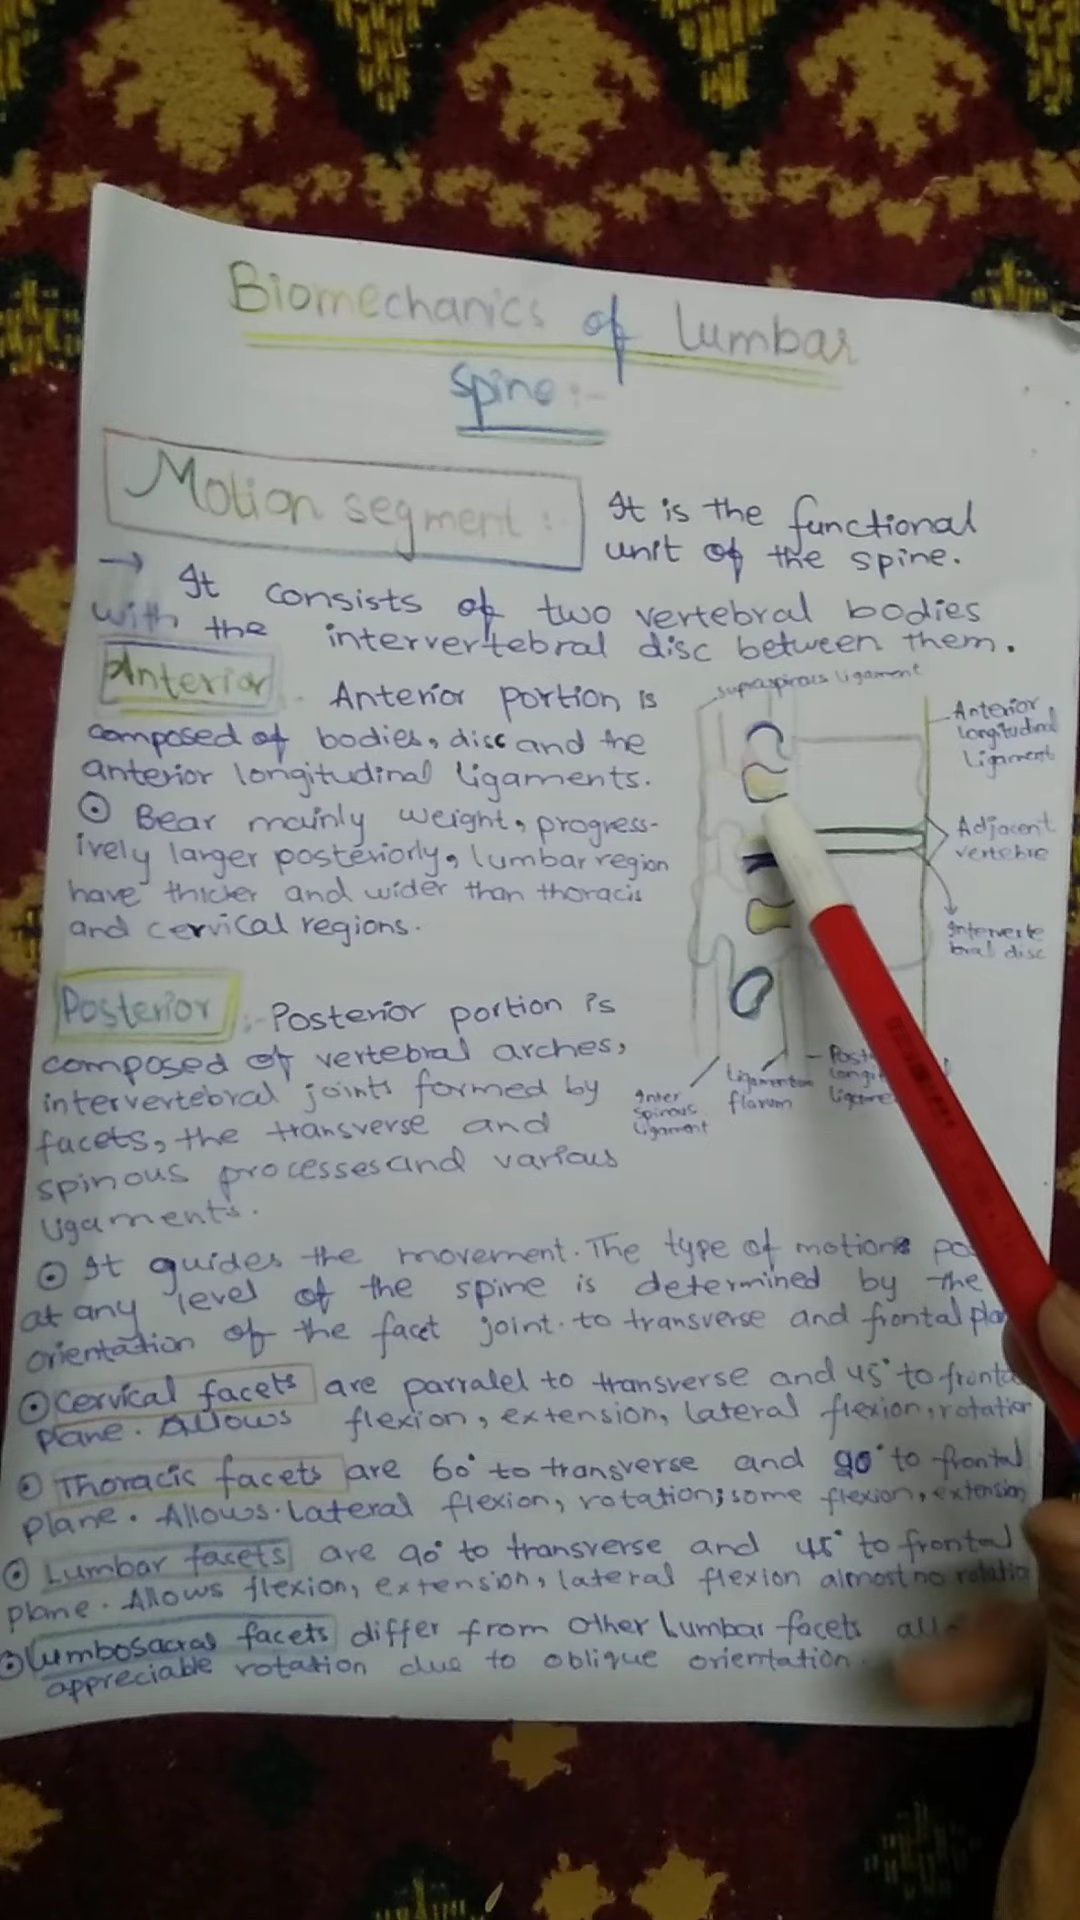 Biomechanics of Lumbar
Spine:-
Motion segment:
It is the functional
unit of the spine.
→ It consists of two vertebral bodies
with the intervertebral disc between them.
Anterior :- Anterior portion is
composed of bodies, disc and the
anterior longitudinal ligaments.
⊙ Bear mainly weight, progress-
ively larger posteriorly, lumbar region
have thicker and wider than thoracis
and cervical regions.
supraspinous ligament
Anterior
longitudinal
Ligament
Adjacent
vertebre
Interverte
bral disc
Posterior :- Posterior portion is
composed of vertebral arches,
intervertebral joints formed by
facets, the transverse and
spinous processes and various
ligaments.
Inter
Spinous
ligament
Ligamentom
flavum
⊙ It guides the movement. The type of motions
at any level of the spine is determined by the
orientation of the facet joint. to transverse and frontal
⊙ Cervical facets are parralel to transverse and 45° to
plane. Allows flexion, extension, lateral flexion, rotation
⊙ Thoracic facets are 60° to transverse and 90° to frontal
plane. Allows. Lateral flexion, rotation; some flexion, extension
⊙ Lumbar facets are 90° to transverse and 45° to frontal
plane. Allows flexion, extension, lateral flexion almost no
⊙ Lumbosacral facets differ from other Lumbar facets
appreciable rotation due to oblique orientation.